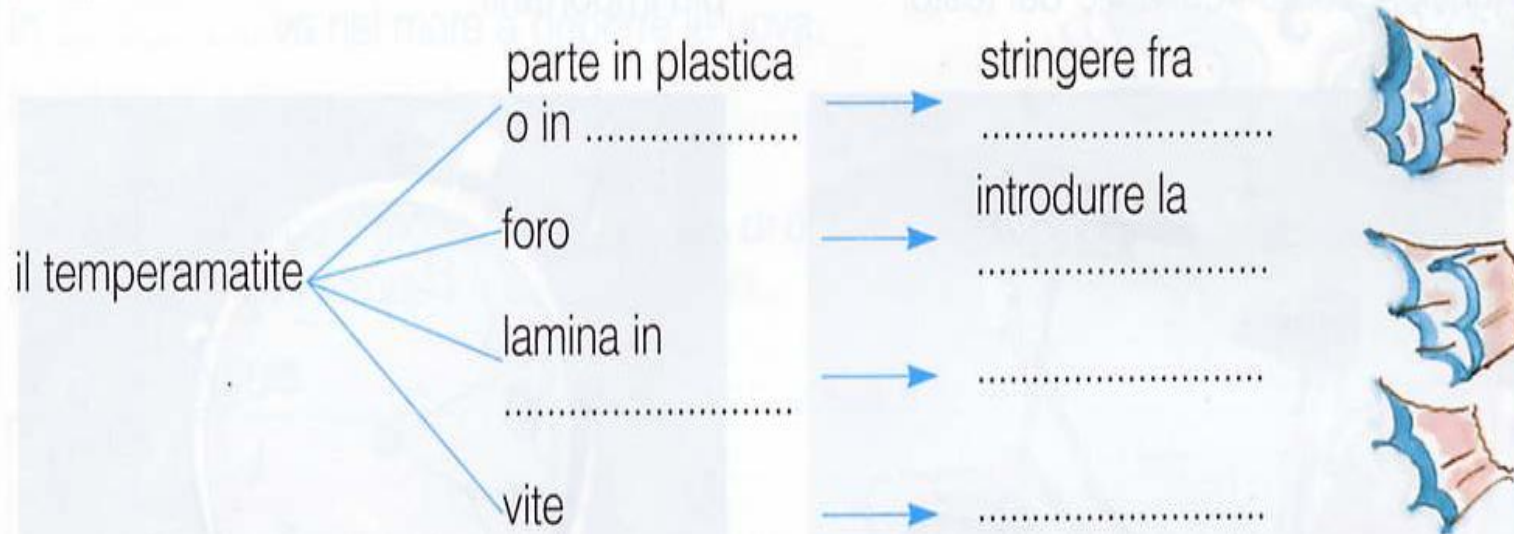 parte in plastica
o in ....................
stringere fra
............................
il temperamatite
foro
introdurre la
............................
lamina in
............................
............................
vite
............................